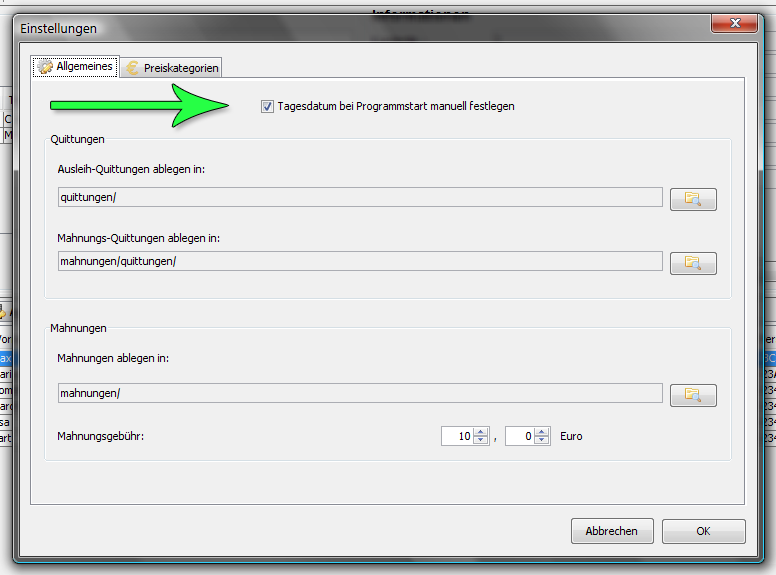 Informationen
Einstellungen
Allgemeines
€ Preiskategorien
Tagesdatum bei Programmstart manuell festlegen
Quittungen
Ausleih-Quittungen ablegen in:
quittungen/
Mahnungs-Quittungen ablegen in:
mahnungen/quittungen/
Mahnungen
Mahnungen ablegen in:
mahnungen/
Mahnungsgebühr: 10 , 0 Euro
Abbrechen OK